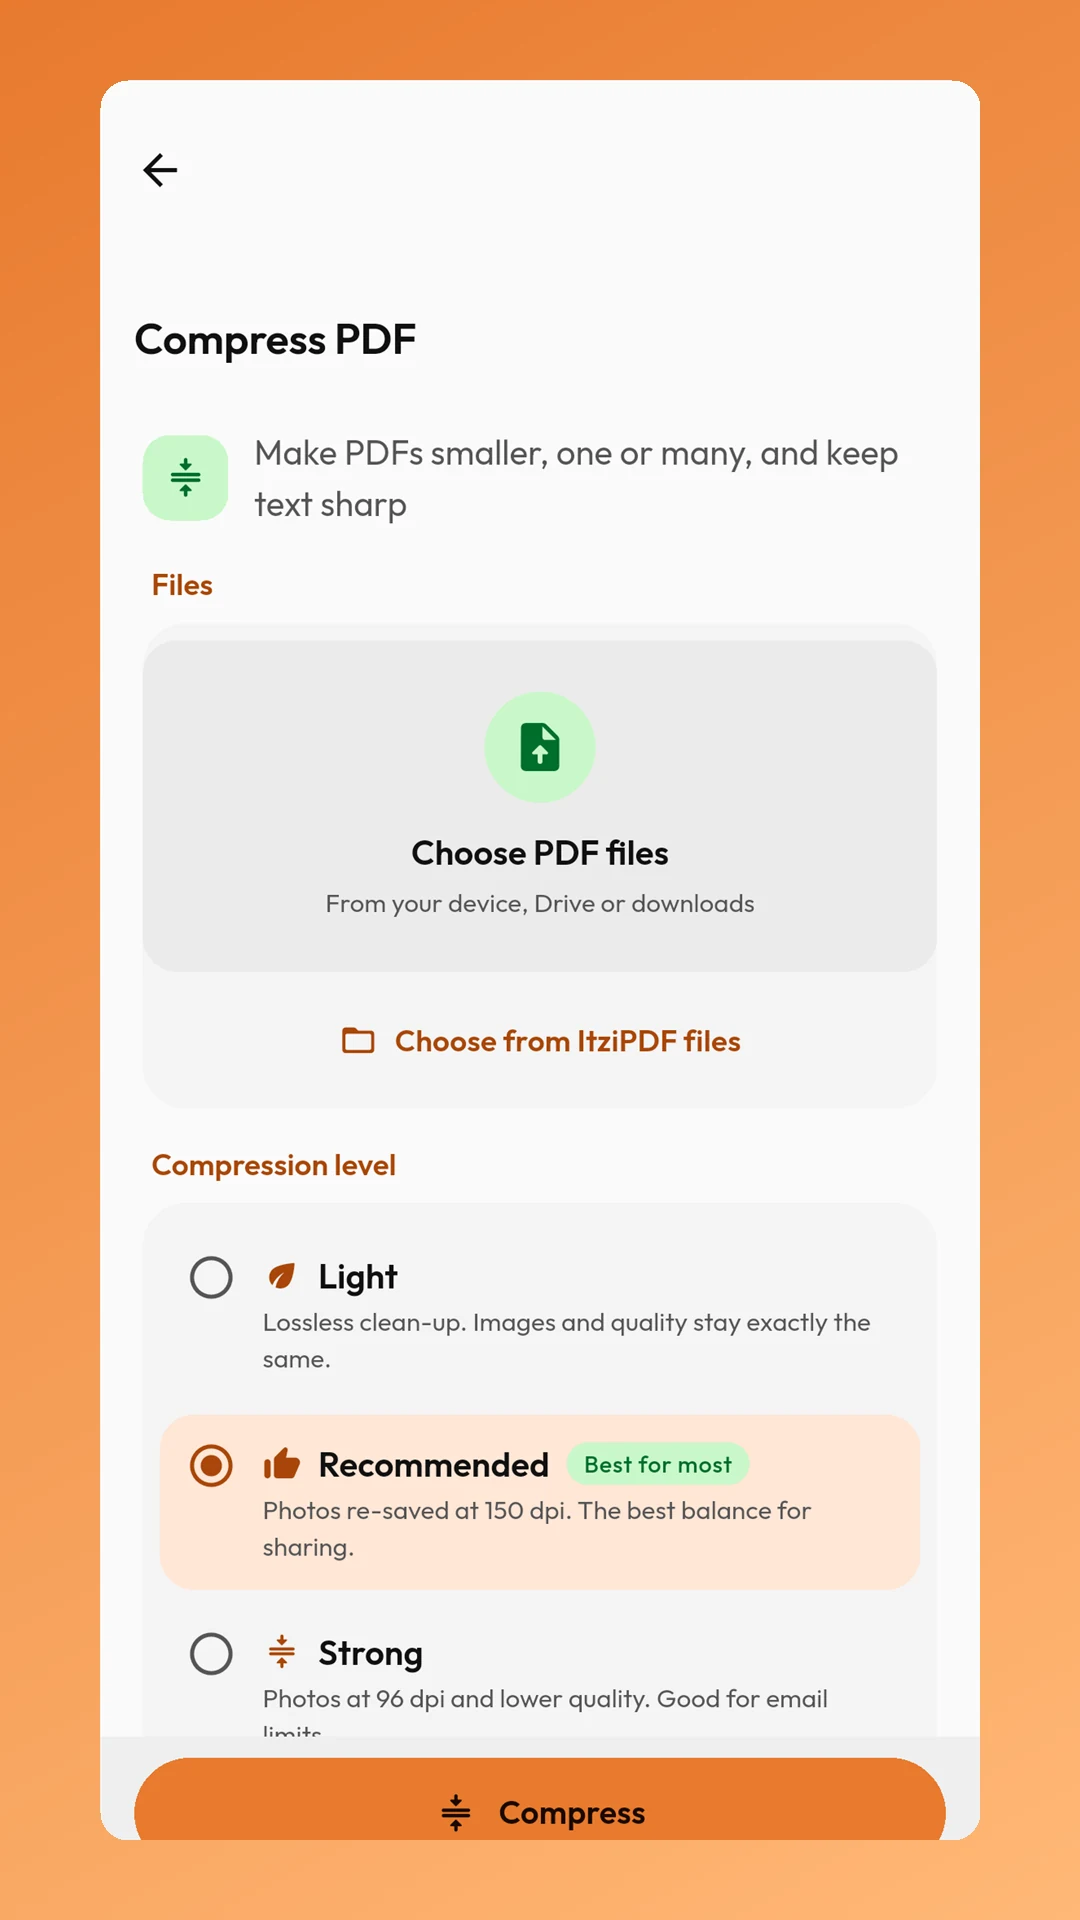 Compress PDF
Make PDFs smaller, one or many, and keep
text sharp
Files
Choose PDF files
From your device, Drive or downloads
Choose from ItziPDF files
Compression level
Light
Lossless clean-up. Images and quality stay exactly the
same.
Recommended
Best for most
Photos re-saved at 150 dpi. The best balance for
sharing.
Strong
Photos at 96 dpi and lower quality. Good for email
limits.
Compress